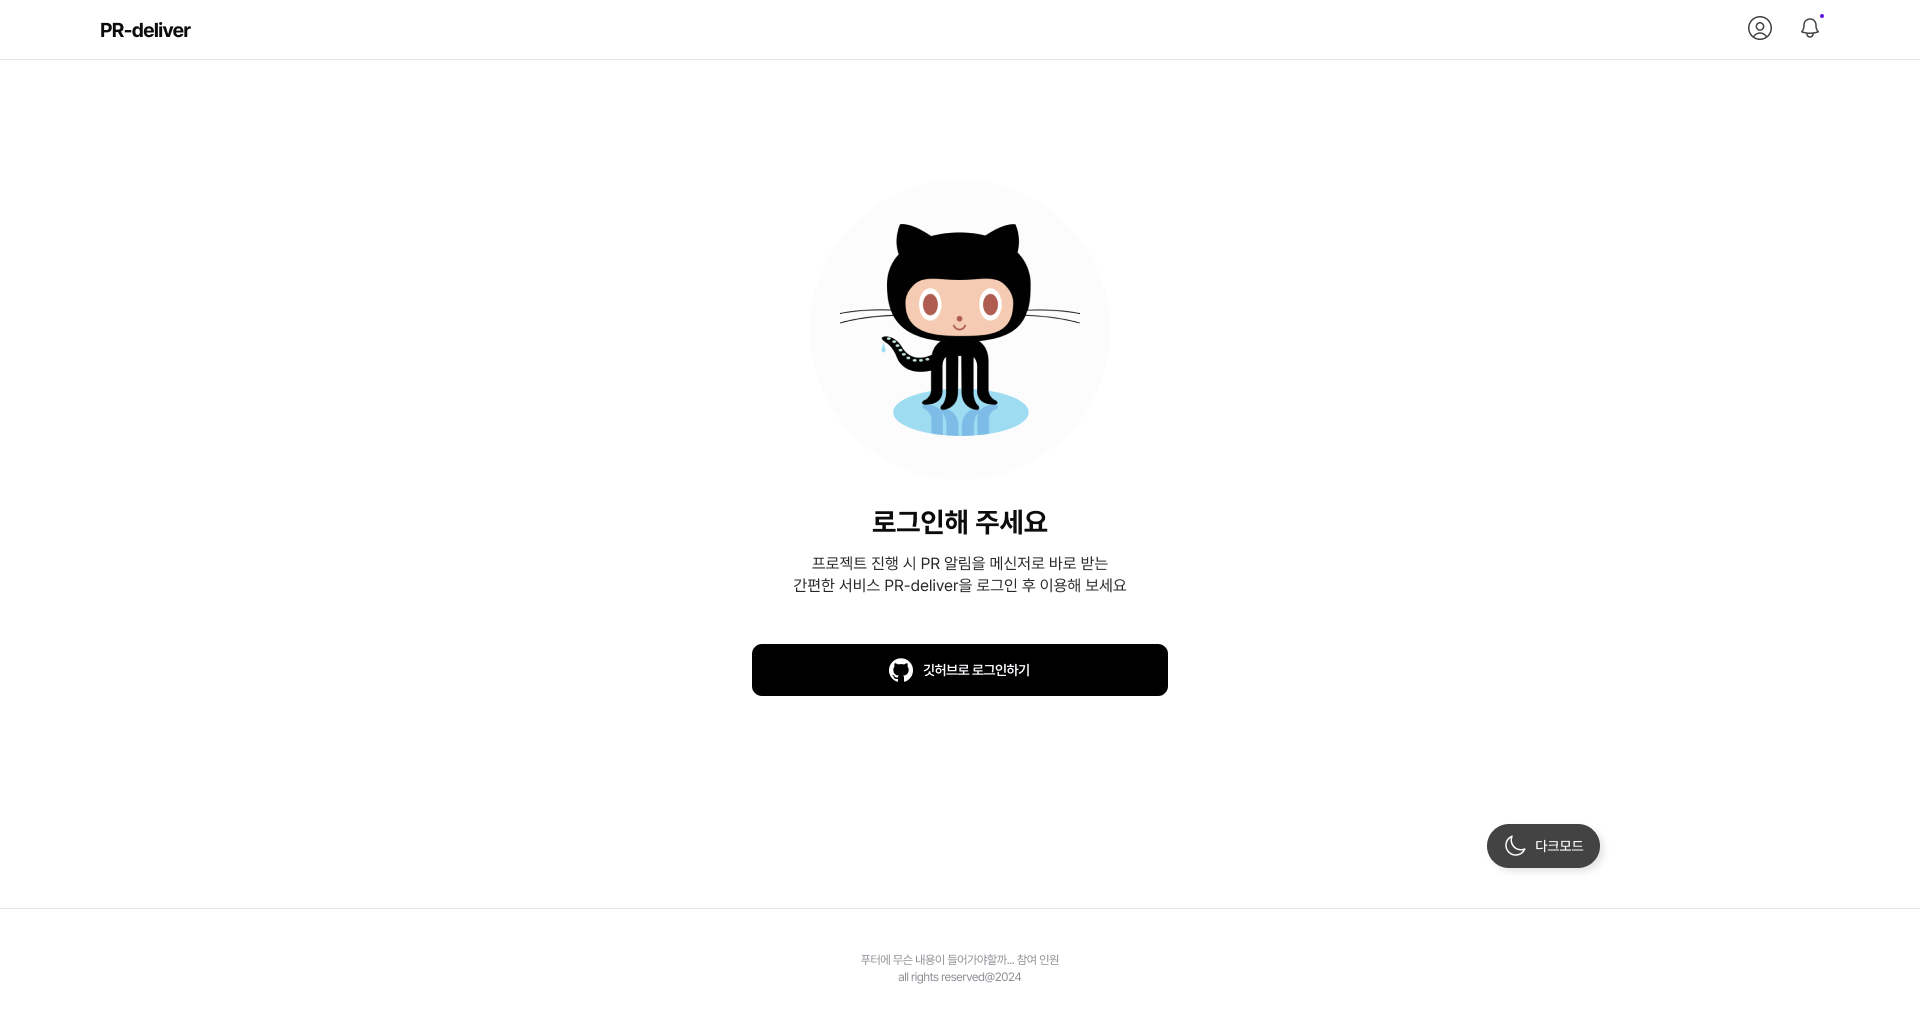 PR-deliver
로그인해 주세요
프로젝트 진행 시 PR 알림을 메신저로 바로 받는
간편한 서비스 PR-deliver을 로그인 후 이용해 보세요
깃허브로 로그인하기
다크모드
푸터에 무슨 내용이 들어가야할까... 참여 인원
all rights reserved@2024